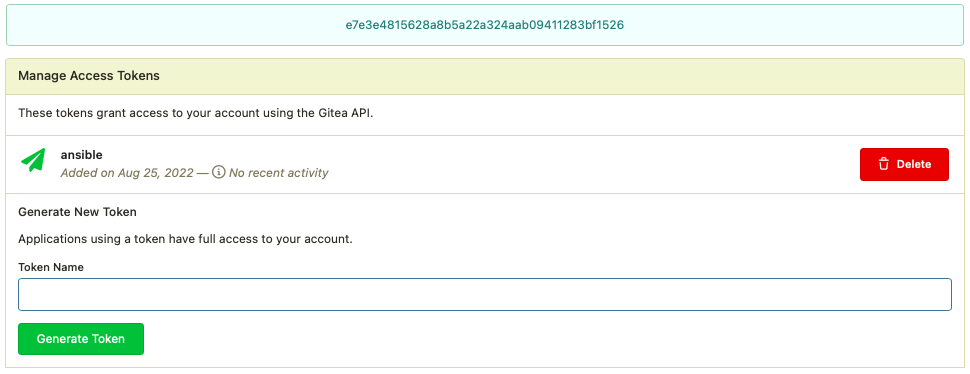 e7e3e4815628a8b5a22a324aab09411283bf1526
Manage Access Tokens
These tokens grant access to your account using the Gitea API.
ansible
Added on Aug 25, 2022 — No recent activity
Delete
Generate New Token
Applications using a token have full access to your account.
Token Name
Generate Token